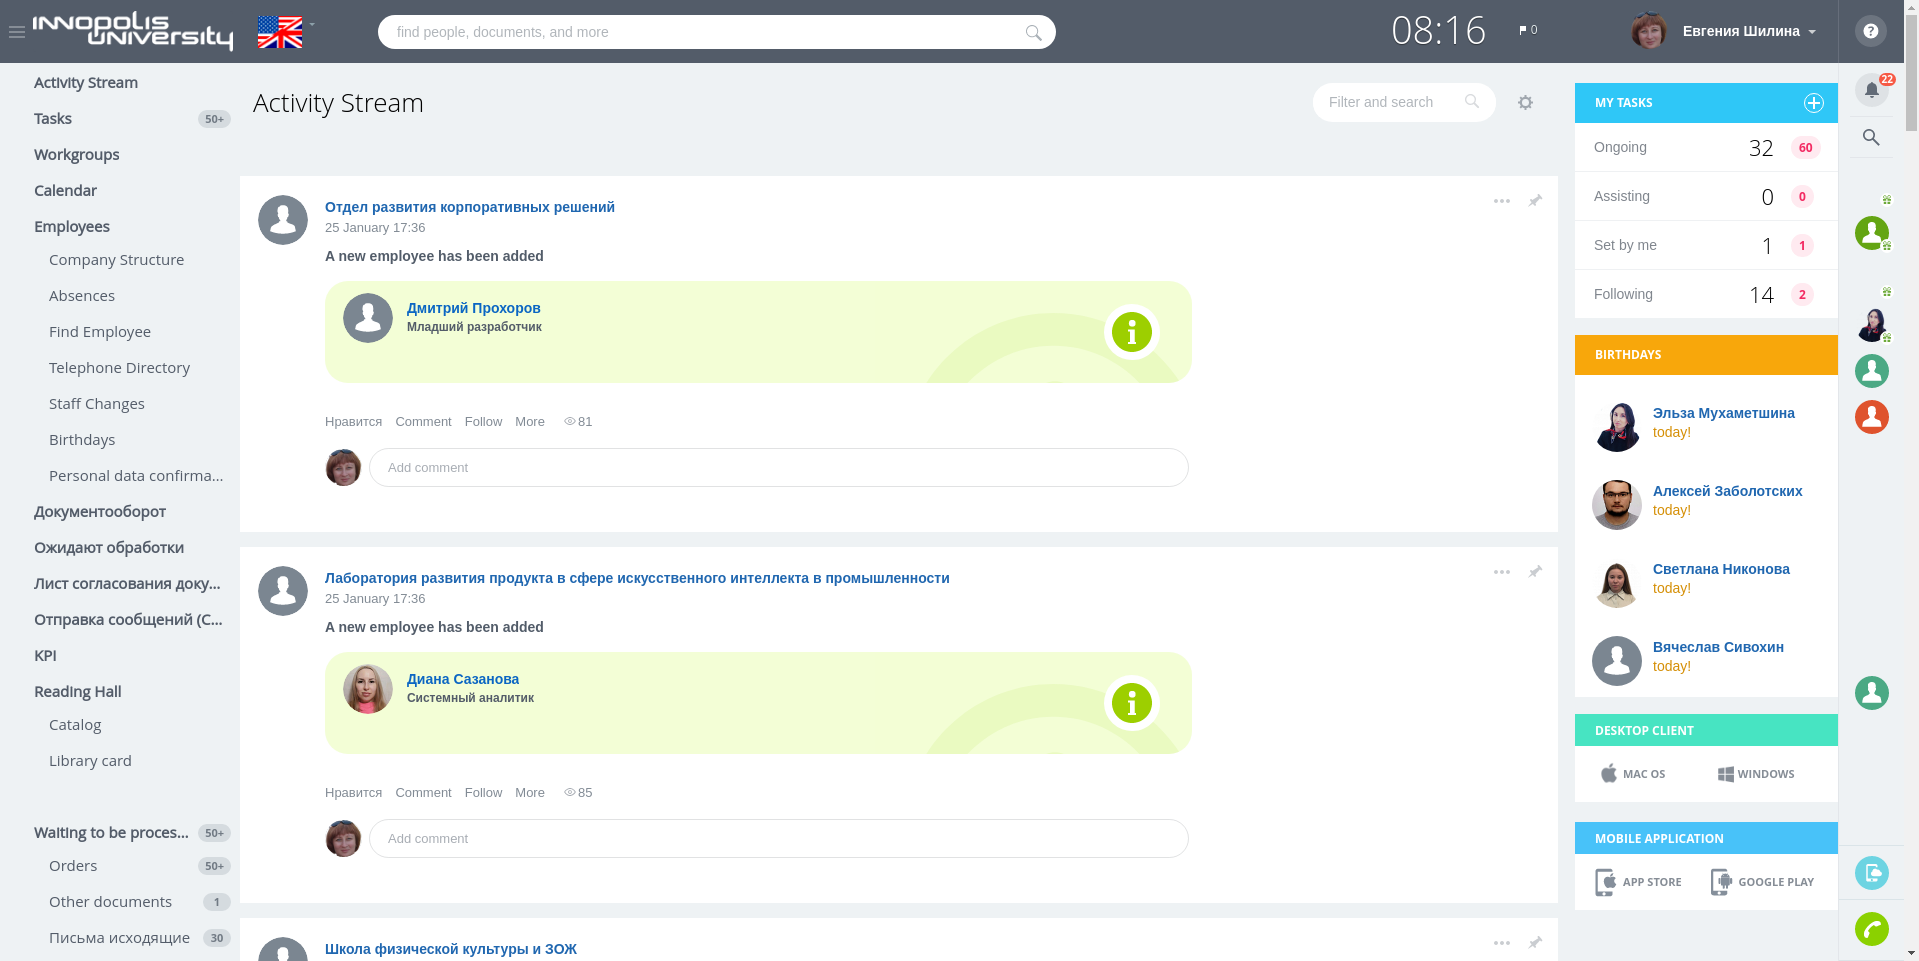 INNOPOLIS
UNIVERSITY
find people, documents, and more
08:16
0
Евгения Шилина
?
22
Activity Stream
Tasks 50+
Workgroups
Calendar
Employees
Company Structure
Absences
Find Employee
Telephone Directory
Staff Changes
Birthdays
Personal data confirma...
Документооборот
Ожидают обработки
Лист согласования доку...
Отправка сообщений (С...
KPI
Reading Hall
Catalog
Library card
Waiting to be proces... 50+
Orders 50+
Other documents 1
Письма исходящие 30
Activity Stream
Filter and search
Отдел развития корпоративных решений
25 January 17:36
A new employee has been added
Дмитрий Прохоров
Младший разработчик
Нравится Comment Follow More 81
Add comment
Лаборатория развития продукта в сфере искусственного интеллекта в промышленности
25 January 17:36
A new employee has been added
Диана Сазанова
Системный аналитик
Нравится Comment Follow More 85
Add comment
Школа физической культуры и ЗОЖ
MY TASKS
Ongoing 32 60
Assisting 0 0
Set by me 1 1
Following 14 2
BIRTHDAYS
Эльза Мухаметшина
today!
Алексей Заболотских
today!
Светлана Никонова
today!
Вячеслав Сивохин
today!
DESKTOP CLIENT
MAC OS WINDOWS
MOBILE APPLICATION
APP STORE GOOGLE PLAY